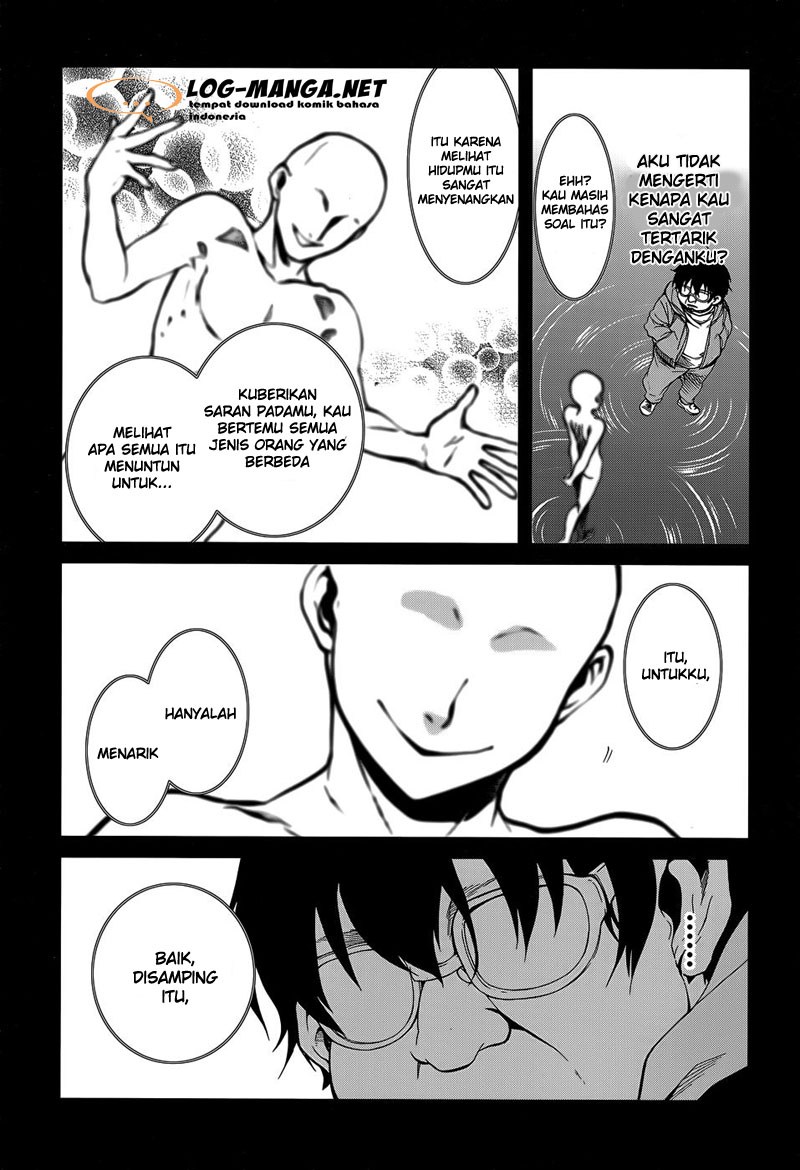 LOG-MANGA.NET
tempat download komik bahasa
indonesia
AKU TIDAK
MENGERTI
KENAPA KAU
SANGAT
TERTARIK
DENGANKU?
EHH?
KAU MASIH
MEMBAHAS
SOAL ITU?
ITU KARENA
MELIHAT
HIDUPMU ITU
SANGAT
MENYENANGKAN
KUBERIKAN
SARAN PADAMU, KAU
BERTEMU SEMUA
JENIS ORANG YANG
BERBEDA
MELIHAT
APA SEMUA ITU
MENUNTUN
UNTUK...
ITU,
UNTUKKU,
HANYALAH
MENARIK
......
BAIK,
DISAMPING
ITU,